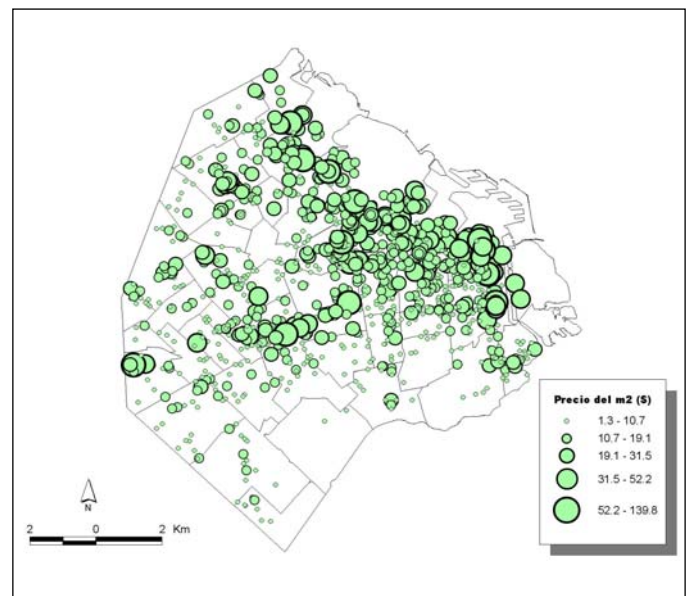 Precio del m2 ($)
1.3 - 10.7
10.7 - 19.1
19.1 - 31.5
31.5 - 52.2
52.2 - 139.8
N
2 0 2 Km